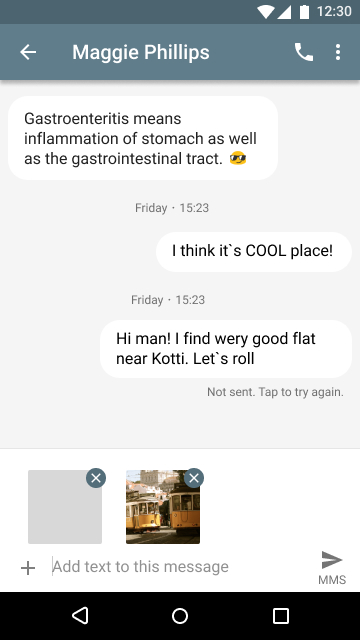 12:30
Maggie Phillips
Gastroenteritis means
inflammation of stomach as well
as the gastrointestinal tract. 😎
Friday · 15:23
I think it`s COOL place!
Friday · 15:23
Hi man! I find wery good flat
near Kotti. Let`s roll
Not sent. Tap to try again.
Add text to this message
MMS